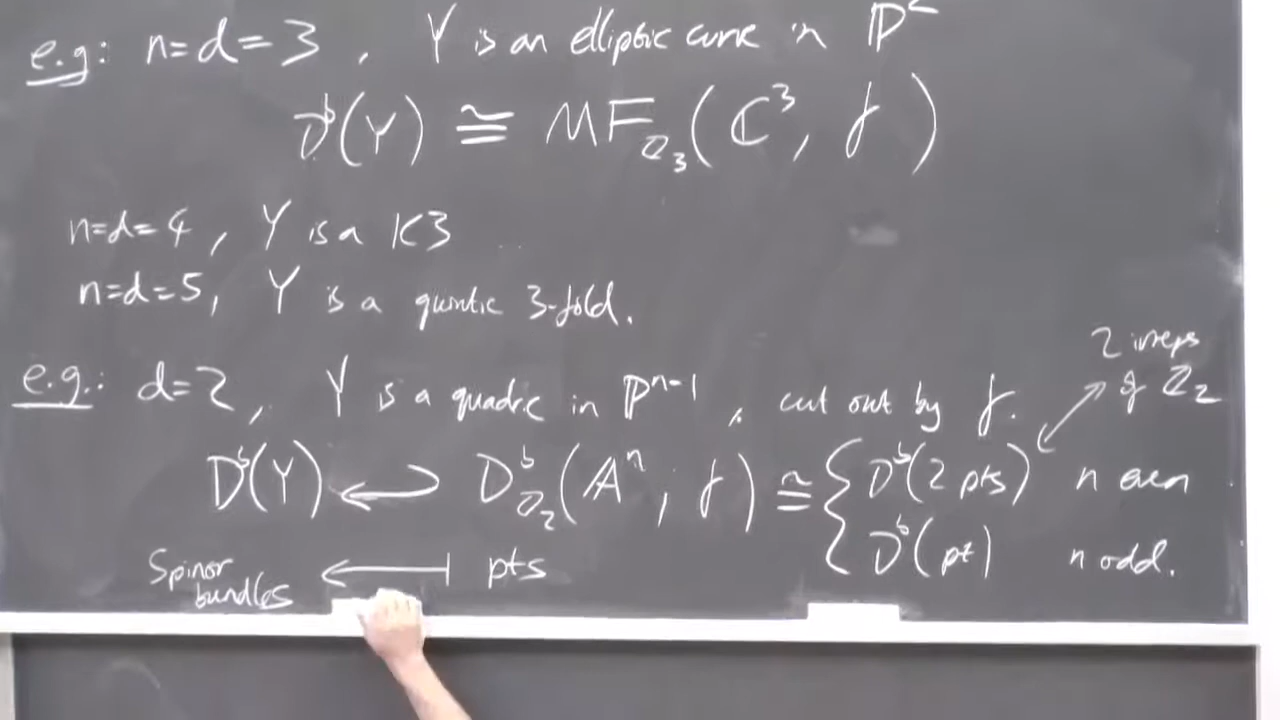 e.g: n=d=3, Y is an elliptic curve in ℙ²
D^b(Y) ≅ MF_{ℤ_3}(ℂ³, f)
n=d=4, Y is a K3
n=d=5, Y is a quintic 3-fold.
2 irreps
of ℤ_2
e.g.: d=2, Y is a quadric in ℙ^{n-1}, cut out by f.
D^b(Y) ↩ D^b_{ℤ_2}(𝔸^n, f) ≅ { D^b(2 pts) n even
D^b(pt) n odd.
Spinor bundles ⟻ pts